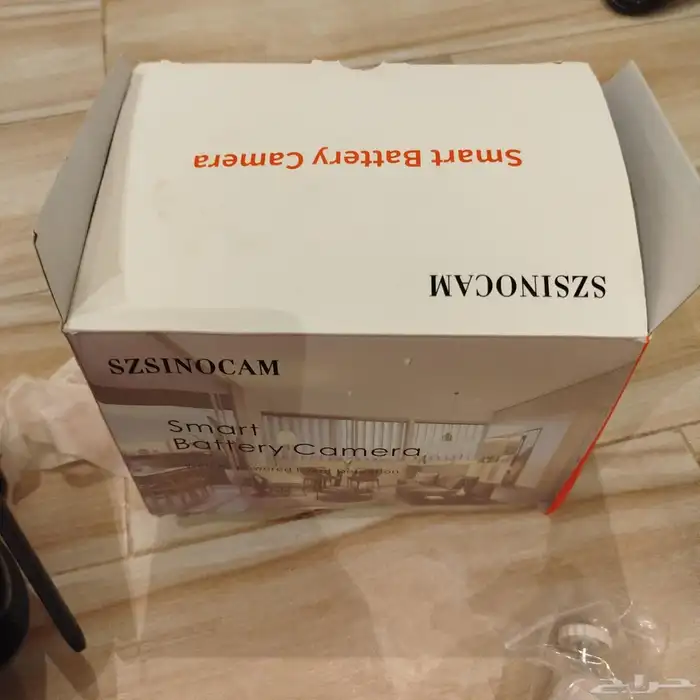 Smart Battery Camera
SZSINOCAM
SZSINOCAM
Smart
Battery Camera
حراج